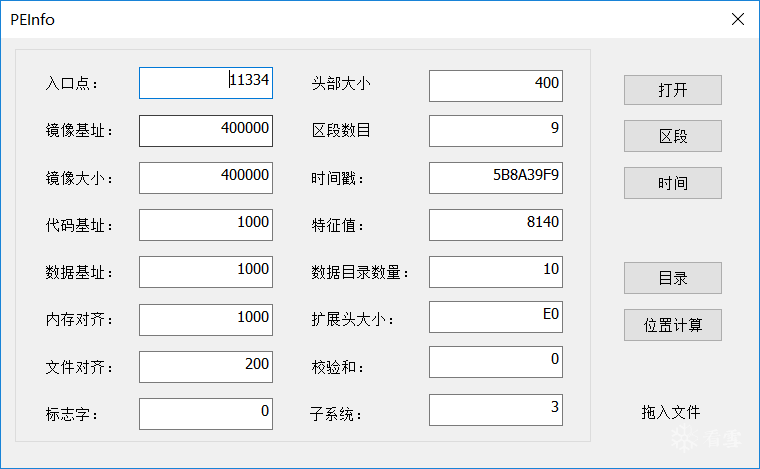 PEInfo
入口点： 11334 头部大小 400 打开
镜像基址： 400000 区段数目 9 区段
镜像大小： 400000 时间戳： 5B8A39F9 时间
代码基址： 1000 特征值： 8140
数据基址： 1000 数据目录数量： 10 目录
内存对齐： 1000 扩展头大小： E0 位置计算
文件对齐： 200 校验和： 0
标志字： 0 子系统： 3 拖入文件
看雪